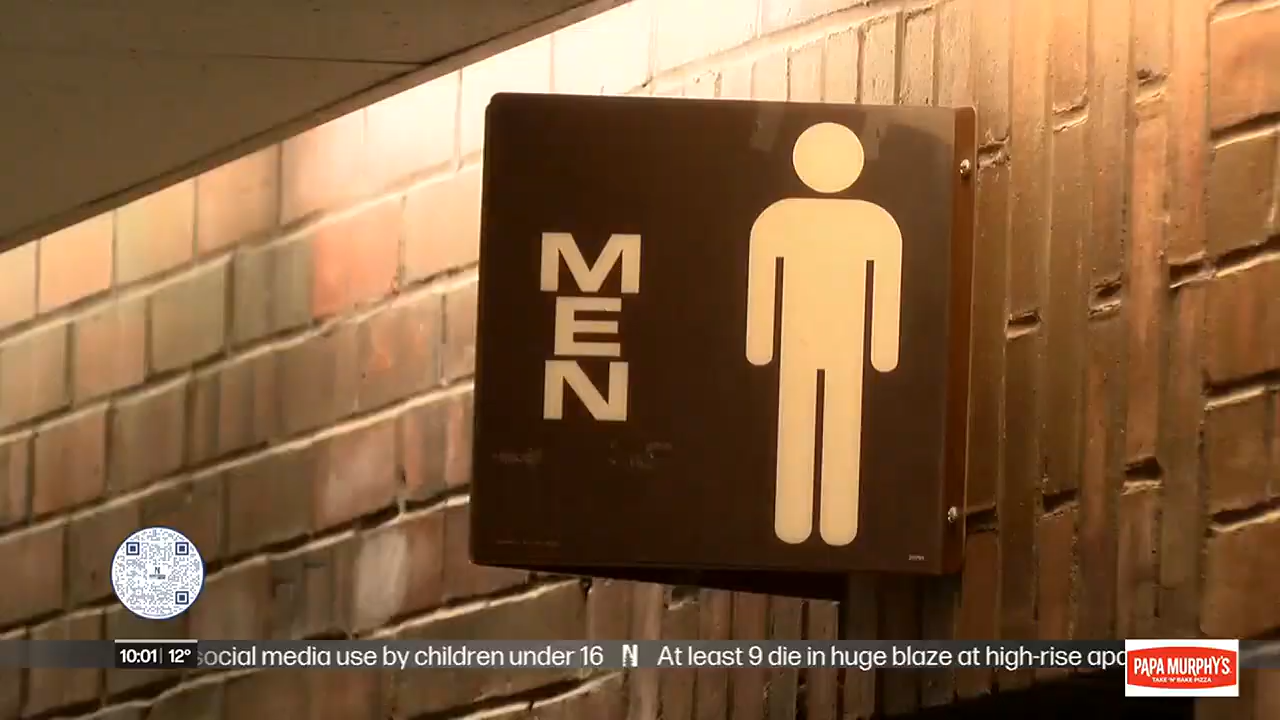 MEN
10:01 12°
social media use by children under 16 N At least 9 die in huge blaze at high-rise apa
PAPA MURPHY'S
TAKE 'N' BAKE PIZZA